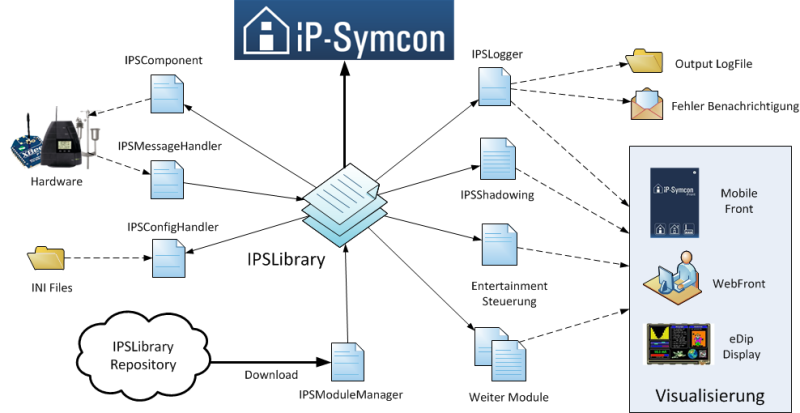 iP-Symcon
IPSComponent
IPSLogger
Output LogFile
Fehler Benachrichtigung
IPSMessageHandler
Hardware
IPSShadowing
iP-Symcon
Mobile
Front
IPSConfigHandler
IPSLibrary
INI Files
Entertainment
Steuerung
WebFront
IPSLibrary
Repository
Download
IPSModuleManager
Weiter Module
eDip
Display
Visualisierung